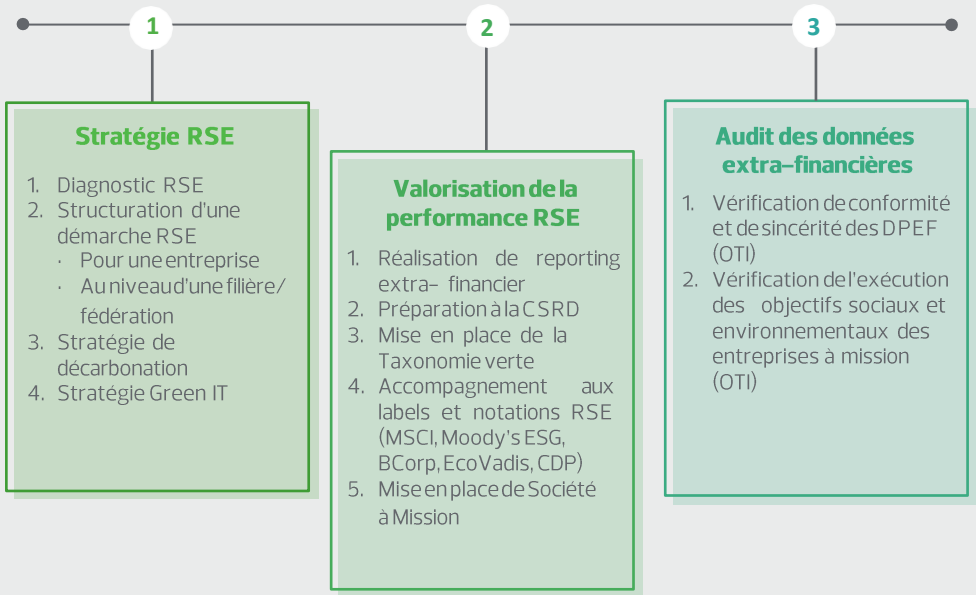 1
Stratégie RSE
1. Diagnostic RSE
2. Structuration d'une
démarche RSE
· Pour une entreprise
· Au niveau d'une filière/
fédération
3. Stratégie de
décarbonation
4. Stratégie Green IT
2
Valorisation de la
performance RSE
1. Réalisation de reporting
extra- financier
2. Préparation à la CSRD
3. Mise en place de la
Taxonomie verte
4. Accompagnement aux
labels et notations RSE
(MSCI, Moody's ESG,
BCorp, EcoVadis, CDP)
5. Mise en place de Société
à Mission
3
Audit des données
extra-financières
1. Vérification de conformité
et de sincérité des DPEF
(OTI)
2. Vérification de l'exécution
des objectifs sociaux et
environnementaux des
entreprises à mission
(OTI)